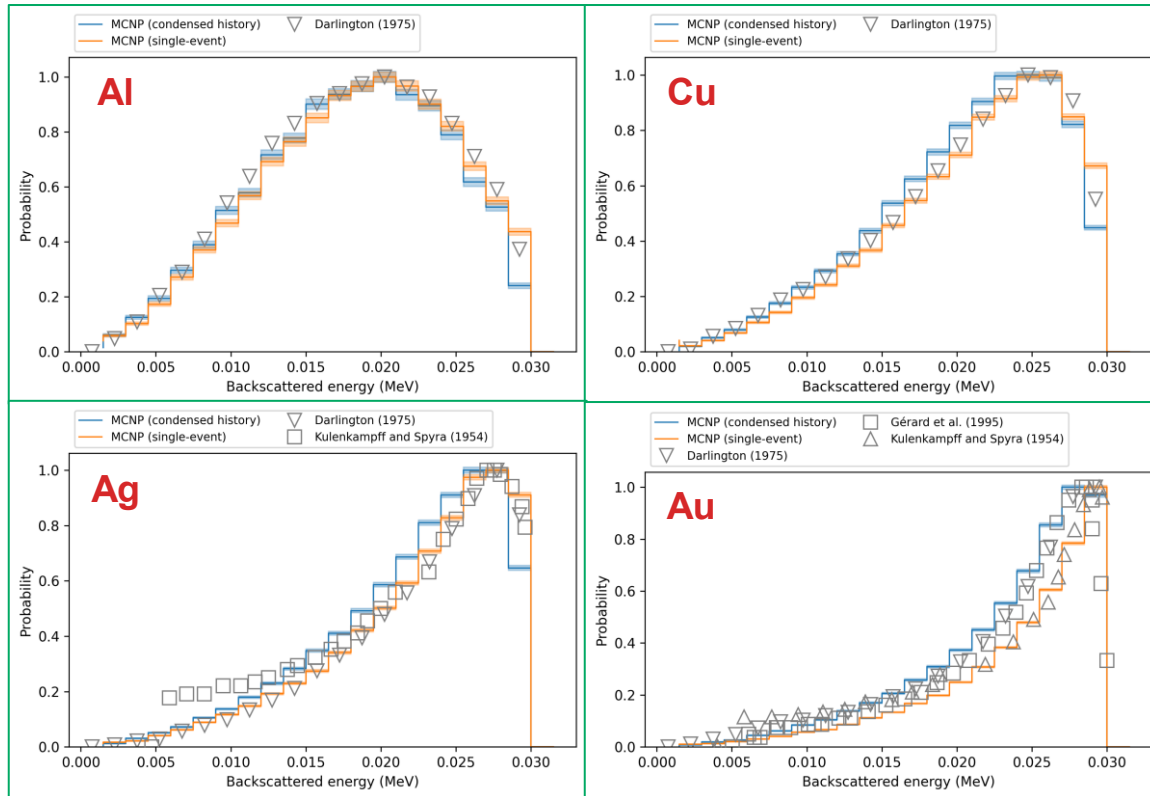 MCNP (condensed history)
MCNP (single-event)
Darlington (1975)
Al
Probability
1.0
0.8
0.6
0.4
0.2
0.0
0.000 0.005 0.010 0.015 0.020 0.025 0.030
Backscattered energy (MeV)
MCNP (condensed history)
MCNP (single-event)
Darlington (1975)
Cu
Probability
1.0
0.8
0.6
0.4
0.2
0.0
0.000 0.005 0.010 0.015 0.020 0.025 0.030
Backscattered energy (MeV)
MCNP (condensed history)
MCNP (single-event)
Darlington (1975)
Kulenkampff and Spyra (1954)
Ag
Probability
1.0
0.8
0.6
0.4
0.2
0.0
0.000 0.005 0.010 0.015 0.020 0.025 0.030
Backscattered energy (MeV)
MCNP (condensed history)
MCNP (single-event)
Darlington (1975)
Gérard et al. (1995)
Kulenkampff and Spyra (1954)
Au
Probability
1.0
0.8
0.6
0.4
0.2
0.0
0.000 0.005 0.010 0.015 0.020 0.025 0.030
Backscattered energy (MeV)